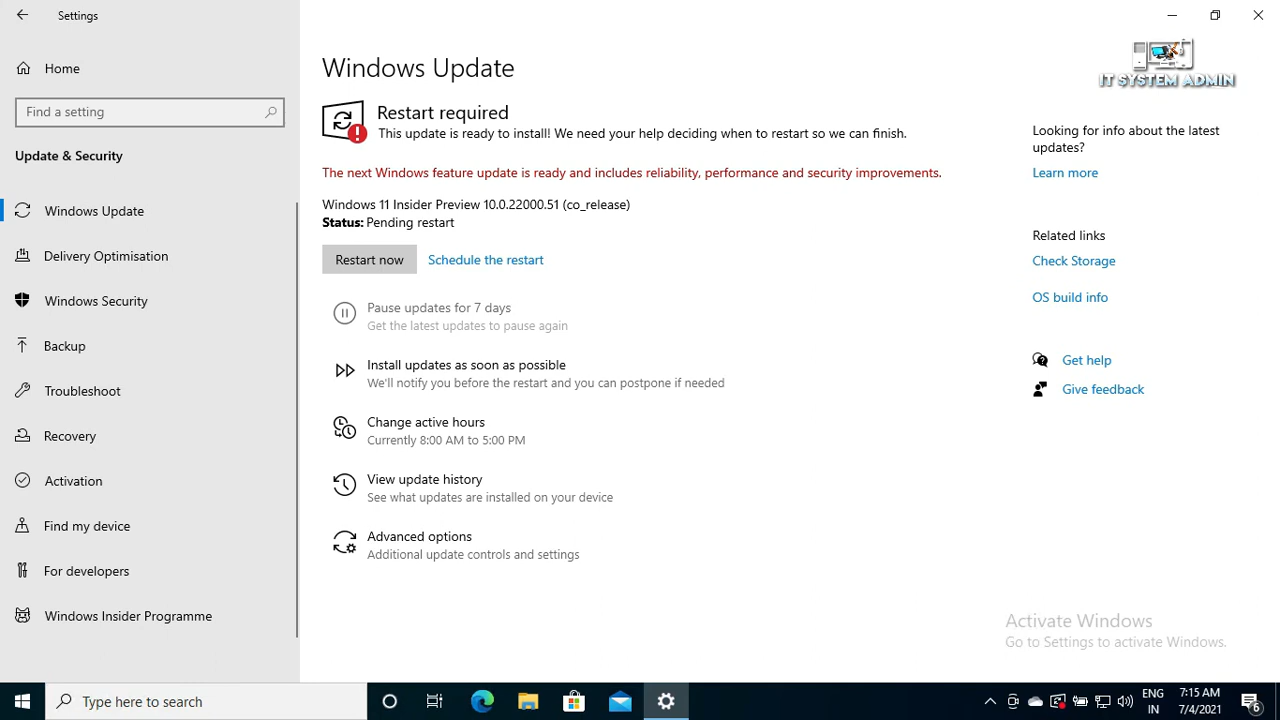 Settings
Home
Find a setting
Update & Security
Windows Update
Delivery Optimisation
Windows Security
Backup
Troubleshoot
Recovery
Activation
Find my device
For developers
Windows Insider Programme
Windows Update
Restart required
This update is ready to install! We need your help deciding when to restart so we can finish.
The next Windows feature update is ready and includes reliability, performance and security improvements.
Windows 11 Insider Preview 10.0.22000.51 (co_release)
Status: Pending restart
Restart now
Schedule the restart
Pause updates for 7 days
Get the latest updates to pause again
Install updates as soon as possible
We'll notify you before the restart and you can postpone if needed
Change active hours
Currently 8:00 AM to 5:00 PM
View update history
See what updates are installed on your device
Advanced options
Additional update controls and settings
IT SYSTEM ADMIN
Looking for info about the latest
updates?
Learn more
Related links
Check Storage
OS build info
Get help
Give feedback
Activate Windows
Go to Settings to activate Windows.
Type here to search
ENG
IN
7:15 AM
7/4/2021
6